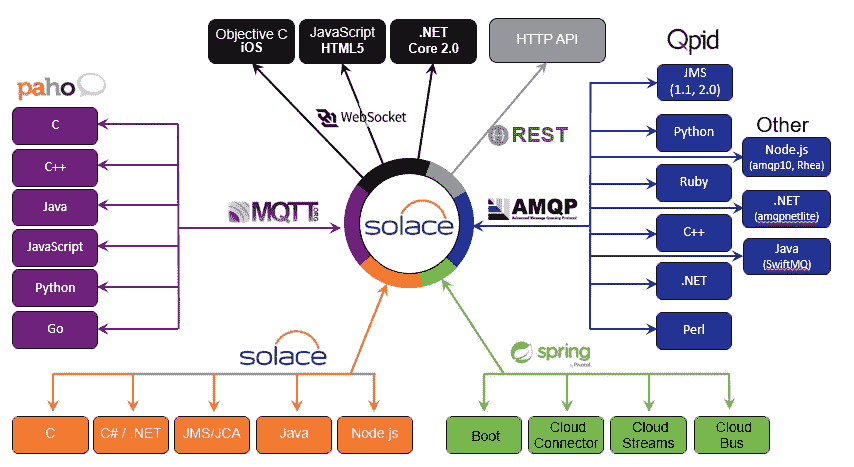 Objective C
iOS
JavaScript
HTML5
.NET
Core 2.0
HTTP API
Qpid
paho
WebSocket
REST
JMS
(1.1, 2.0)
Python
Other
Node.js
(amqp10, Rhea)
Ruby
.NET
(amqpnetlite)
C++
Java
(SwiftMQ)
.NET
Perl
C
C++
Java
JavaScript
Python
Go
MQTT.ORG
solace
AMQP
Advanced Message Queuing Protocol
solace
spring
by Pivotal.
C
C# / .NET
JMS/JCA
Java
Node js
Boot
Cloud
Connector
Cloud
Streams
Cloud
Bus